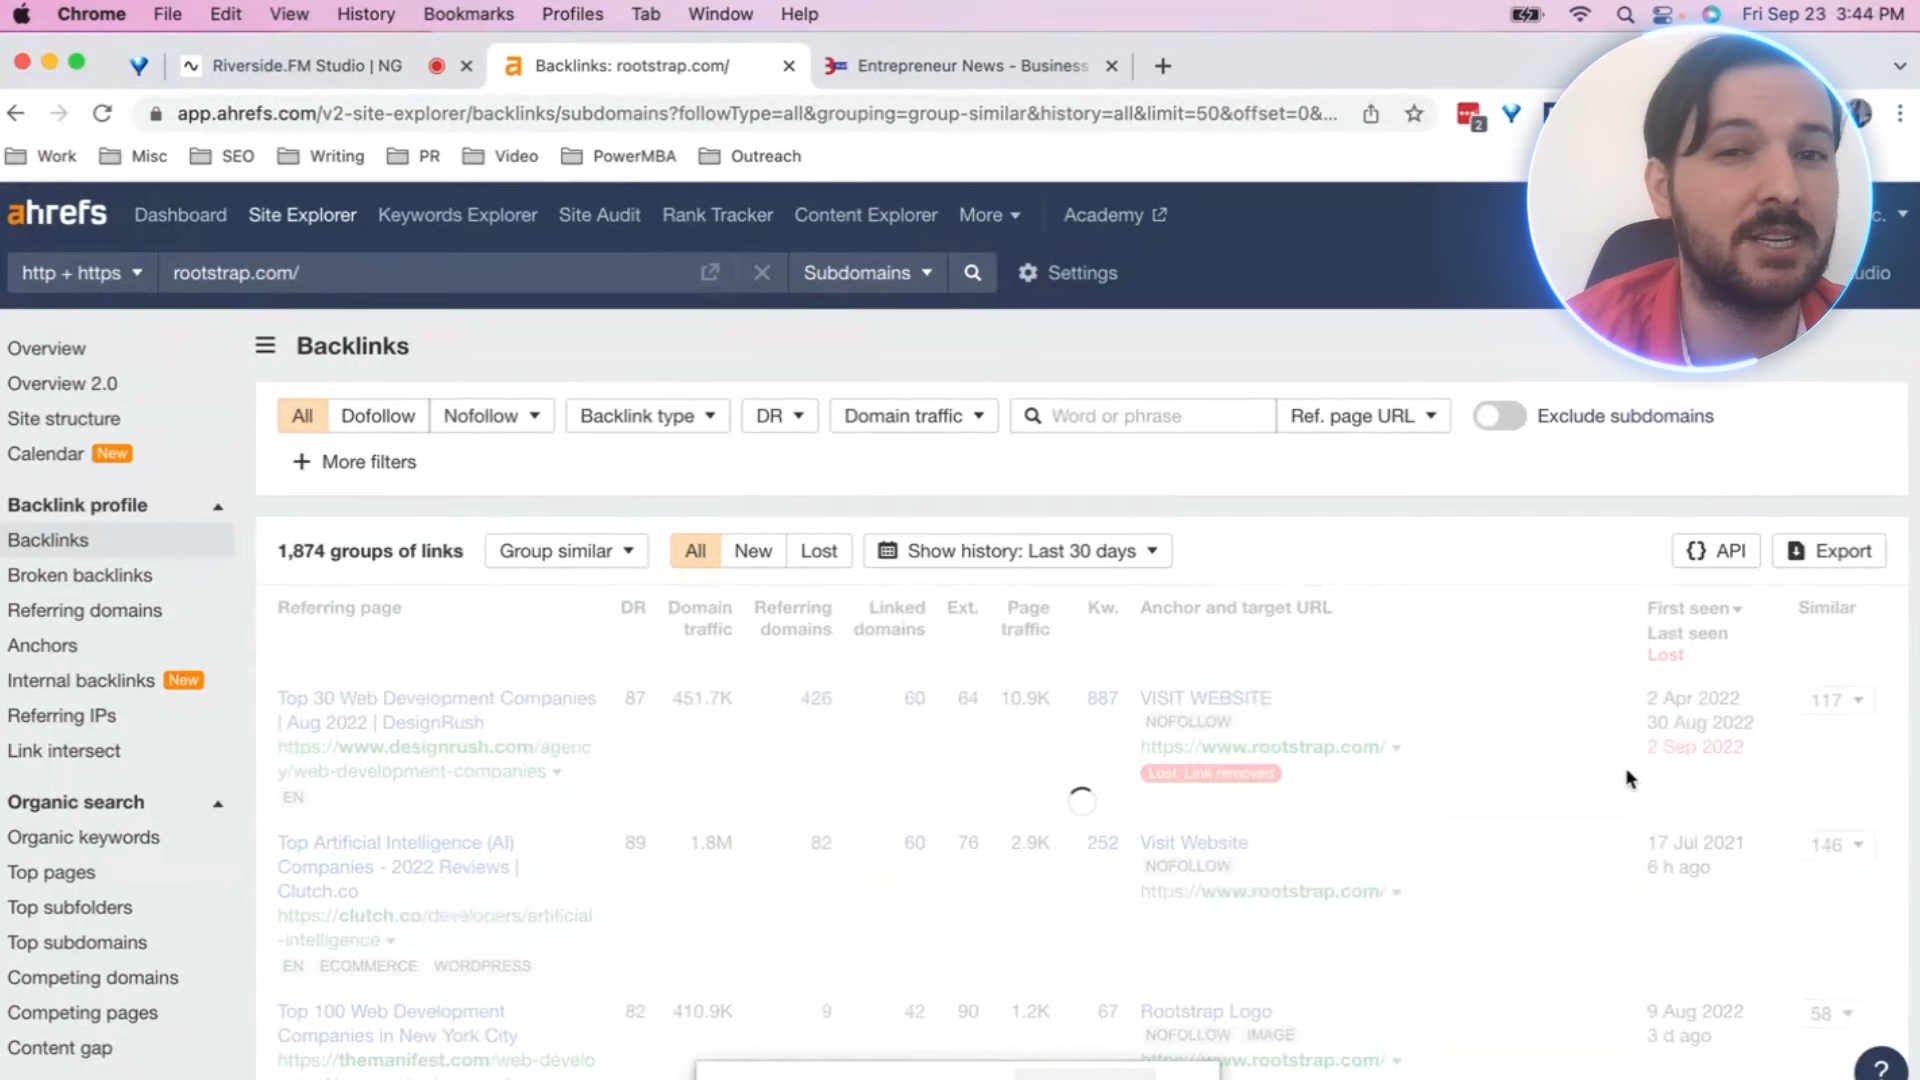 Chrome File Edit View History Bookmarks Profiles Tab Window Help Fri Sep 23 3:44 PM
Riverside.FM Studio | NG Backlinks: rootstrap.com/ Entrepreneur News - Business
app.ahrefs.com/v2-site-explorer/backlinks/subdomains?followType=all&grouping=group-similar&history=all&limit=50&offset=0&... 2
Work Misc SEO Writing PR Video PowerMBA Outreach
ahrefs Dashboard Site Explorer Keywords Explorer Site Audit Rank Tracker Content Explorer More Academy c.
http + https rootstrap.com/ Subdomains Settings udio
Overview
Overview 2.0
Site structure
Calendar New
Backlink profile
Backlinks
Broken backlinks
Referring domains
Anchors
Internal backlinks New
Referring IPs
Link intersect
Organic search
Organic keywords
Top pages
Top subfolders
Top subdomains
Competing domains
Competing pages
Content gap
Backlinks
All Dofollow Nofollow Backlink type DR Domain traffic Word or phrase Ref. page URL Exclude subdomains
+ More filters
1,874 groups of links Group similar All New Lost Show history: Last 30 days {} API Export
Referring page DR Domain Referring Linked Ext. Page Kw. Anchor and target URL First seen Similar
traffic domains domains traffic Last seen
Lost
Top 30 Web Development Companies 87 451.7K 426 60 64 10.9K 887 VISIT WEBSITE 2 Apr 2022 117
| Aug 2022 | DesignRush NOFOLLOW 30 Aug 2022
https://www.designrush.com/agenc https://www.rootstrap.com/ 2 Sep 2022
y/web-development-companies Lost: Link removed
EN
Top Artificial Intelligence (AI) 89 1.8M 82 60 76 2.9K 252 Visit Website 17 Jul 2021 146
Companies - 2022 Reviews | NOFOLLOW 6 h ago
Clutch.co https://www.rootstrap.com/
https://clutch.co/developers/artificial
-intelligence
EN ECOMMERCE WORDPRESS
Top 100 Web Development 82 410.9K 9 42 90 1.2K 67 Rootstrap Logo 9 Aug 2022 58
Companies in New York City NOFOLLOW IMAGE 3 d ago
https://themanifest.com/web-develo https://www.rootstrap.com/
?